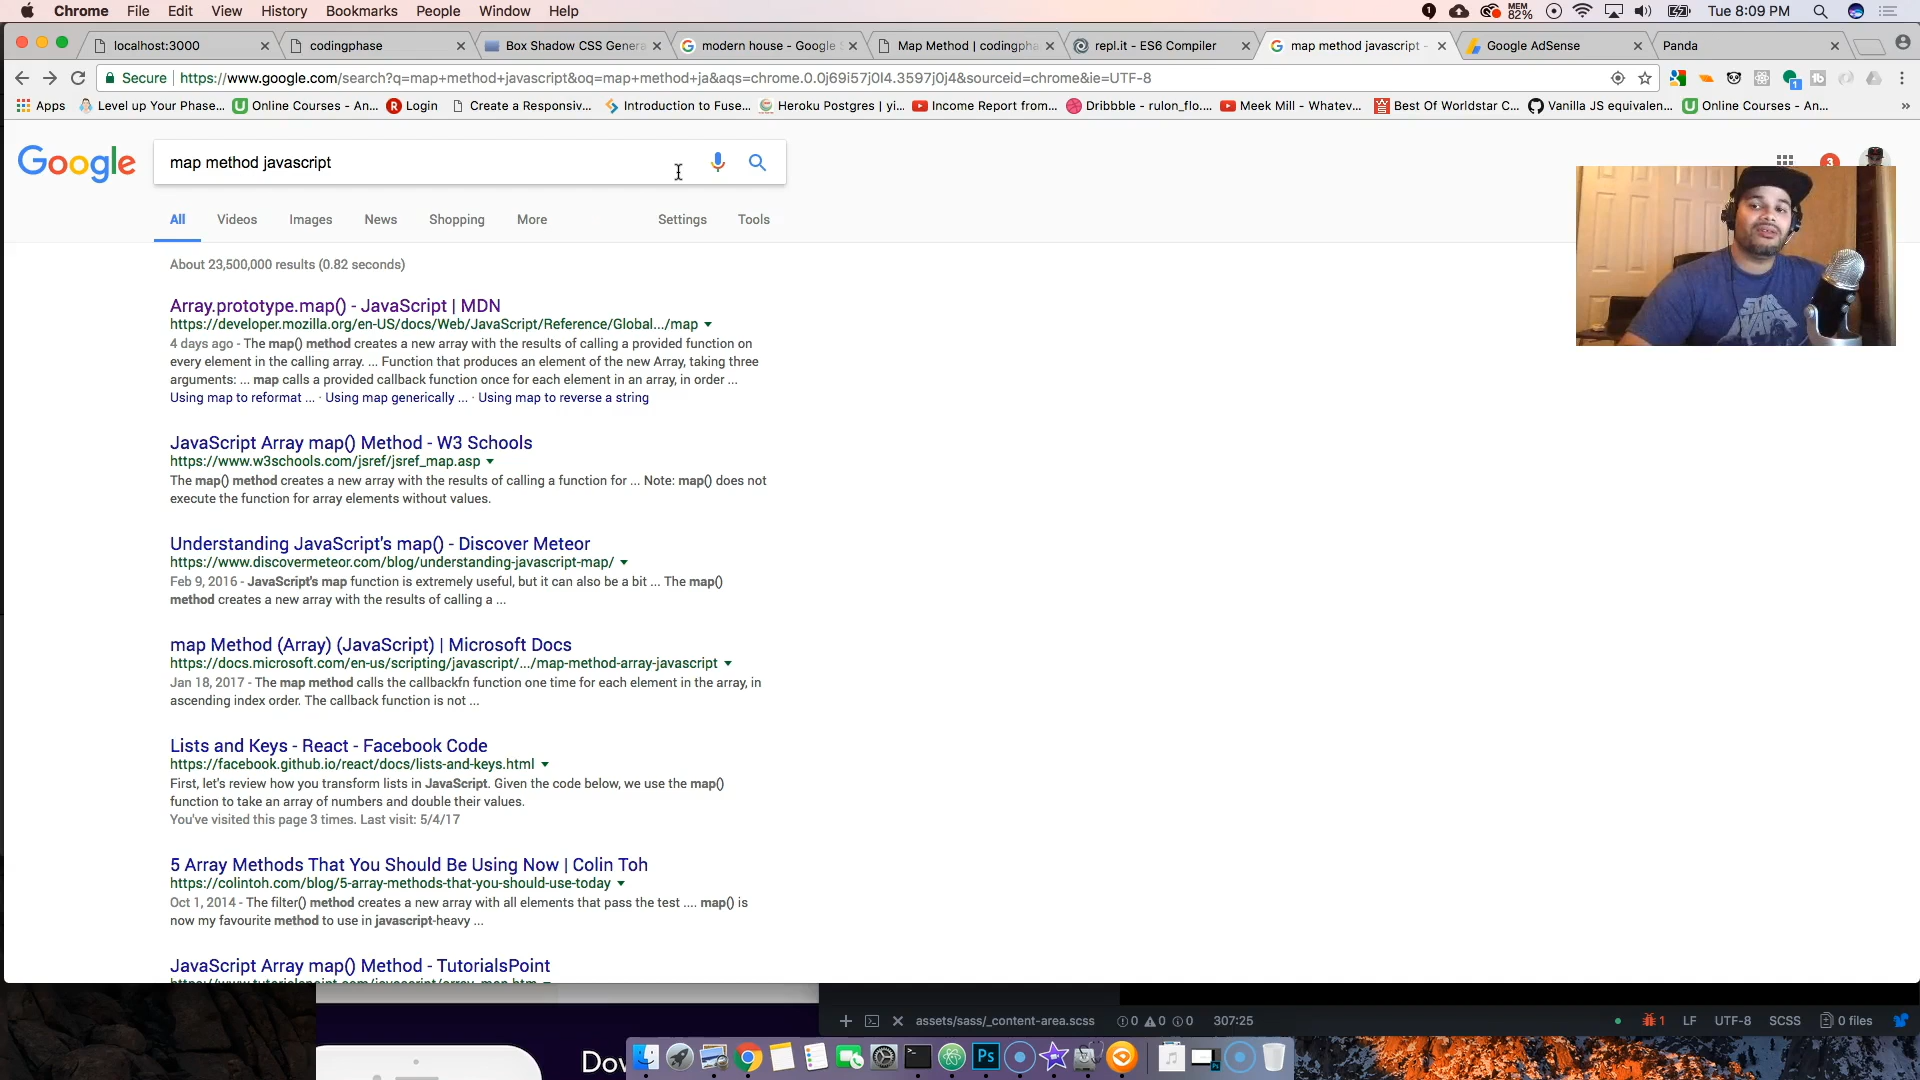 Chrome File Edit View History Bookmarks People Window Help
MEM 82% Tue 8:09 PM
localhost:3000
codingphase
Box Shadow CSS Genera
modern house - Google
Map Method | codingpha
repl.it - ES6 Compiler
map method javascript -
Google AdSense
Panda
Secure https://www.google.com/search?q=map+method+javascript&oq=map+method+ja&aqs=chrome.0.0j69i57j0l4.3597j0j4&sourceid=chrome&ie=UTF-8
Apps Level up Your Phase... Online Courses - An... Login Create a Responsiv... Introduction to Fuse... Heroku Postgres | yi... Income Report from... Dribbble - rulon_flo.... Meek Mill - Whatev... Best Of Worldstar C... Vanilla JS equivalen... Online Courses - An... »
Google
map method javascript
3
All Videos Images News Shopping More Settings Tools
About 23,500,000 results (0.82 seconds)
Array.prototype.map() - JavaScript | MDN
https://developer.mozilla.org/en-US/docs/Web/JavaScript/Reference/Global.../map
4 days ago - The map() method creates a new array with the results of calling a provided function on
every element in the calling array. ... Function that produces an element of the new Array, taking three
arguments: ... map calls a provided callback function once for each element in an array, in order ...
Using map to reformat ... · Using map generically ... · Using map to reverse a string
JavaScript Array map() Method - W3 Schools
https://www.w3schools.com/jsref/jsref_map.asp
The map() method creates a new array with the results of calling a function for ... Note: map() does not
execute the function for array elements without values.
Understanding JavaScript's map() - Discover Meteor
https://www.discovermeteor.com/blog/understanding-javascript-map/
Feb 9, 2016 - JavaScript's map function is extremely useful, but it can also be a bit ... The map()
method creates a new array with the results of calling a ...
map Method (Array) (JavaScript) | Microsoft Docs
https://docs.microsoft.com/en-us/scripting/javascript/.../map-method-array-javascript
Jan 18, 2017 - The map method calls the callbackfn function one time for each element in the array, in
ascending index order. The callback function is not ...
Lists and Keys - React - Facebook Code
https://facebook.github.io/react/docs/lists-and-keys.html
First, let's review how you transform lists in JavaScript. Given the code below, we use the map()
function to take an array of numbers and double their values.
You've visited this page 3 times. Last visit: 5/4/17
5 Array Methods That You Should Be Using Now | Colin Toh
https://colintoh.com/blog/5-array-methods-that-you-should-use-today
Oct 1, 2014 - The filter() method creates a new array with all elements that pass the test .... map() is
now my favourite method to use in javascript-heavy ...
JavaScript Array map() Method - TutorialsPoint
https://www.tutorialspoint.com/javascript/array_map.htm
STAR WARS
assets/sass/_content-area.scss 0 0 0 307:25 1 LF UTF-8 SCSS 0 files
Dow
Ps